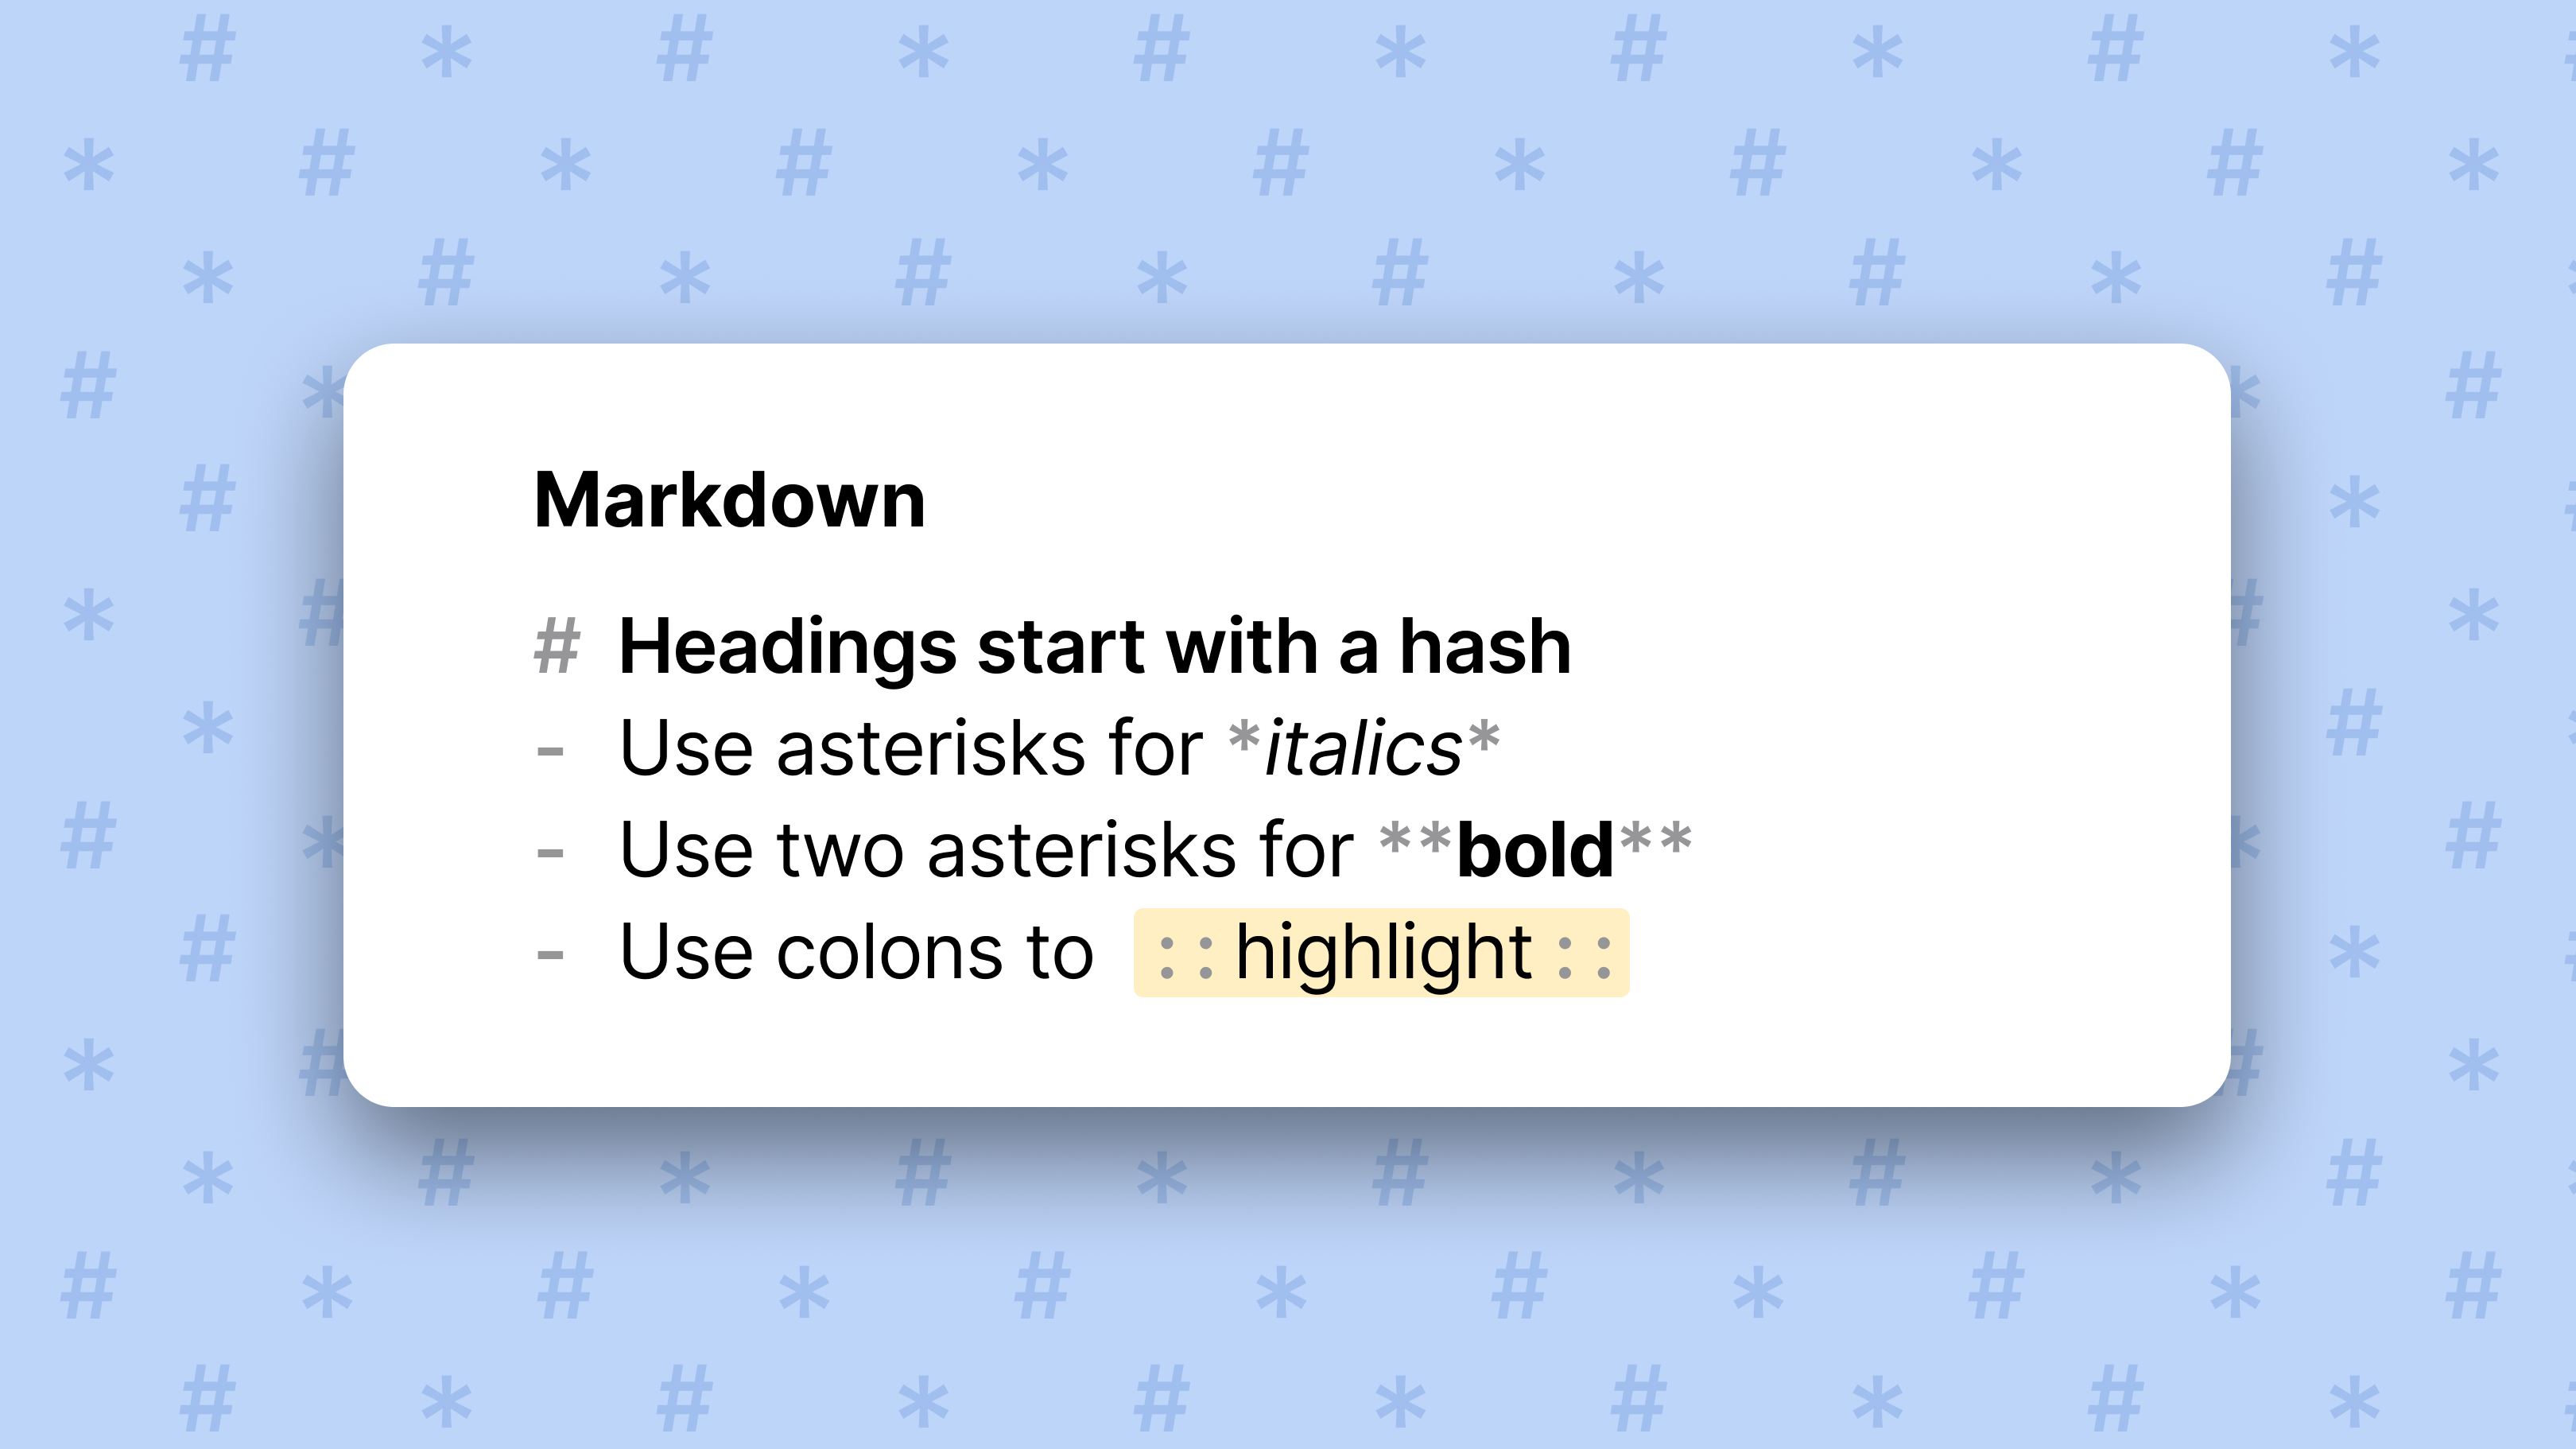 Markdown
# Headings start with a hash
- Use asterisks for *italics*
- Use two asterisks for **bold**
- Use colons to ::highlight::